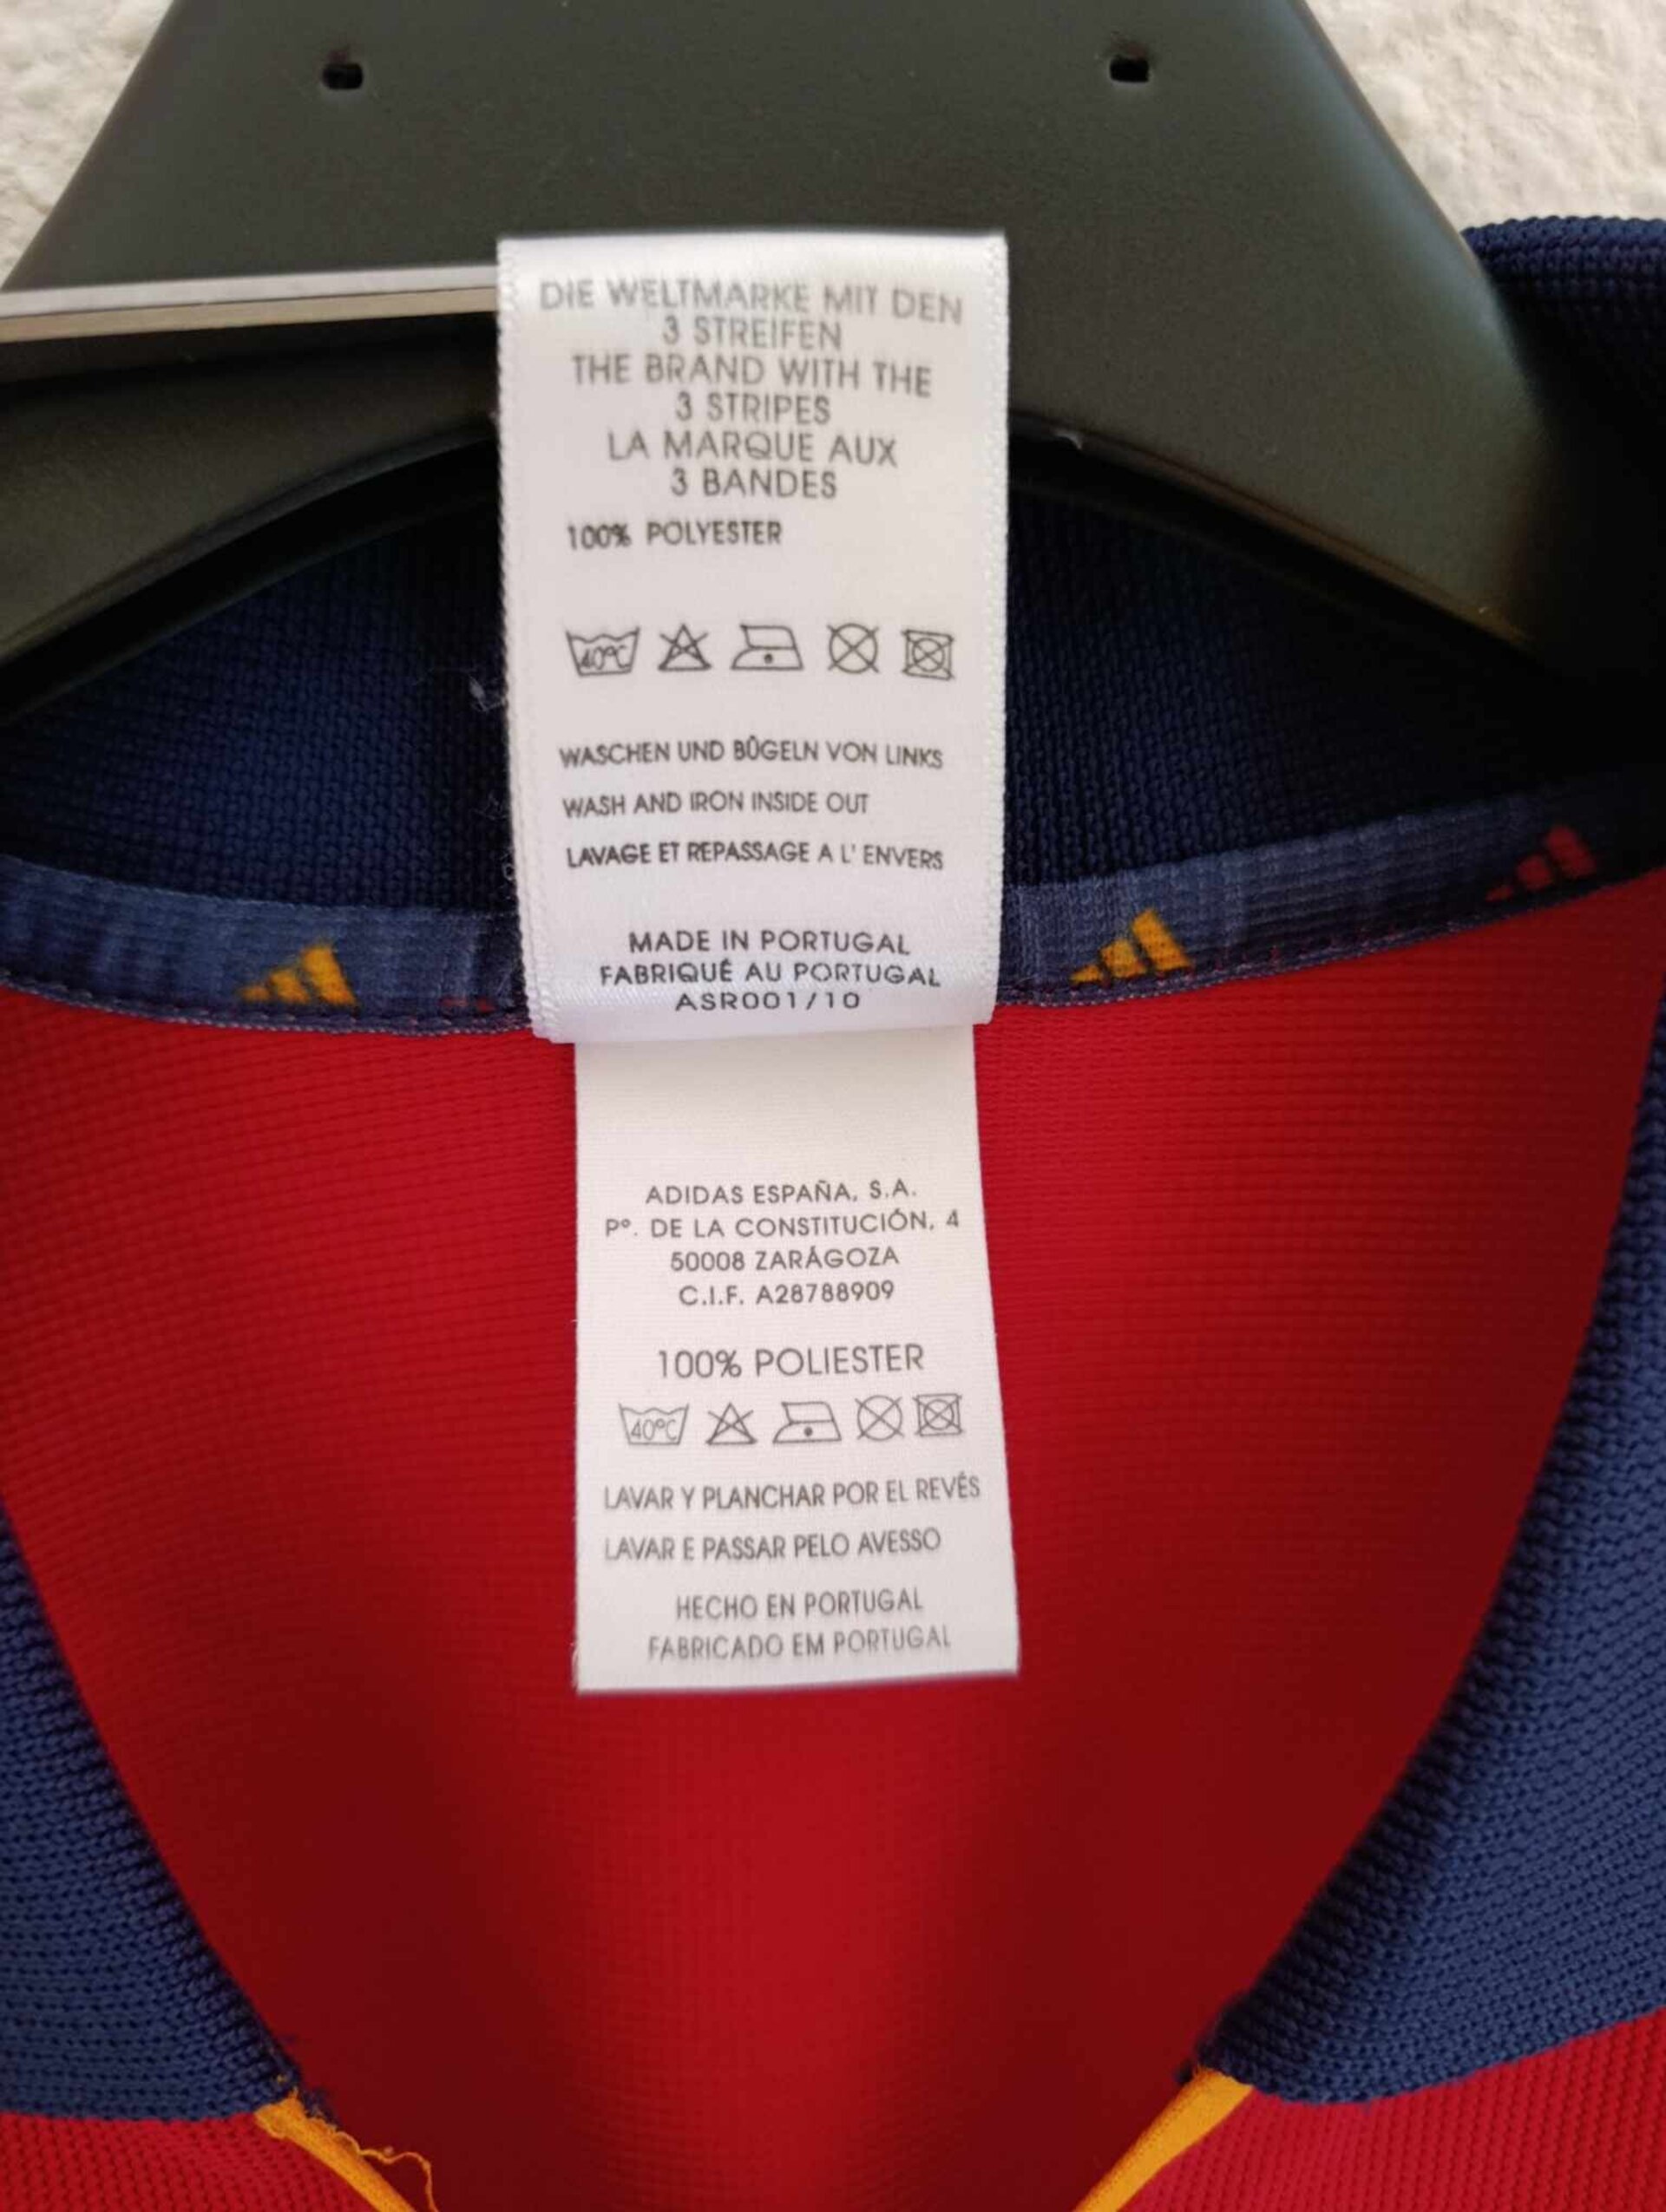 DIE WELTMARKE MIT DEN
3 STREIFEN
THE BRAND WITH THE
3 STRIPES
LA MARQUE AUX
3 BANDES
100% POLYESTER
40°C
WASCHEN UND BÛGELN VON LINKS
WASH AND IRON INSIDE OUT
LAVAGE ET REPASSAGE A L' ENVERS
MADE IN PORTUGAL
FABRIQUÉ AU PORTUGAL
ASR001/10
ADIDAS ESPAÑA, S.A.
Pº. DE LA CONSTITUCIÓN, 4
50008 ZARÁGOZA
C.I.F. A28788909
100% POLIESTER
40°C
LAVAR Y PLANCHAR POR EL REVÉS
LAVAR E PASSAR PELO AVESSO
HECHO EN PORTUGAL
FABRICADO EM PORTUGAL